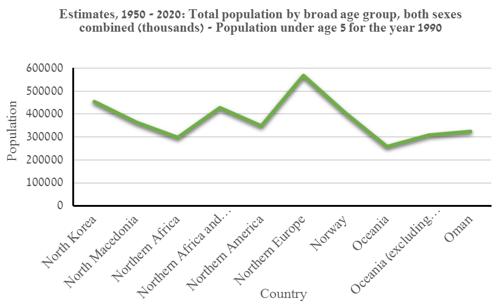 Estimates, 1950 - 2020: Total population by broad age group, both sexes
combined (thousands) - Population under age 5 for the year 1990
600000
500000
400000
300000
200000
100000
0
Population
North Korea
North Macedonia
Northern Africa
Northern Africa and…
Northern America
Northern Europe
Norway
Oceania
Oceania (excluding…
Oman
Country